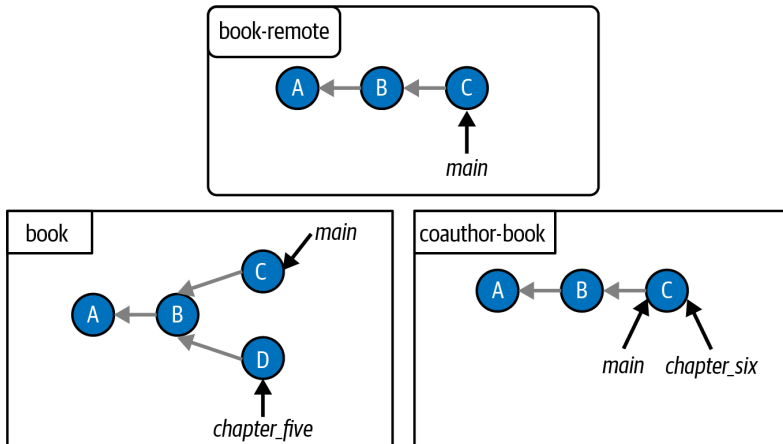 book-remote
A
B
C
main
book
main
C
A
B
D
chapter_five
coauthor-book
A
B
C
main
chapter_six